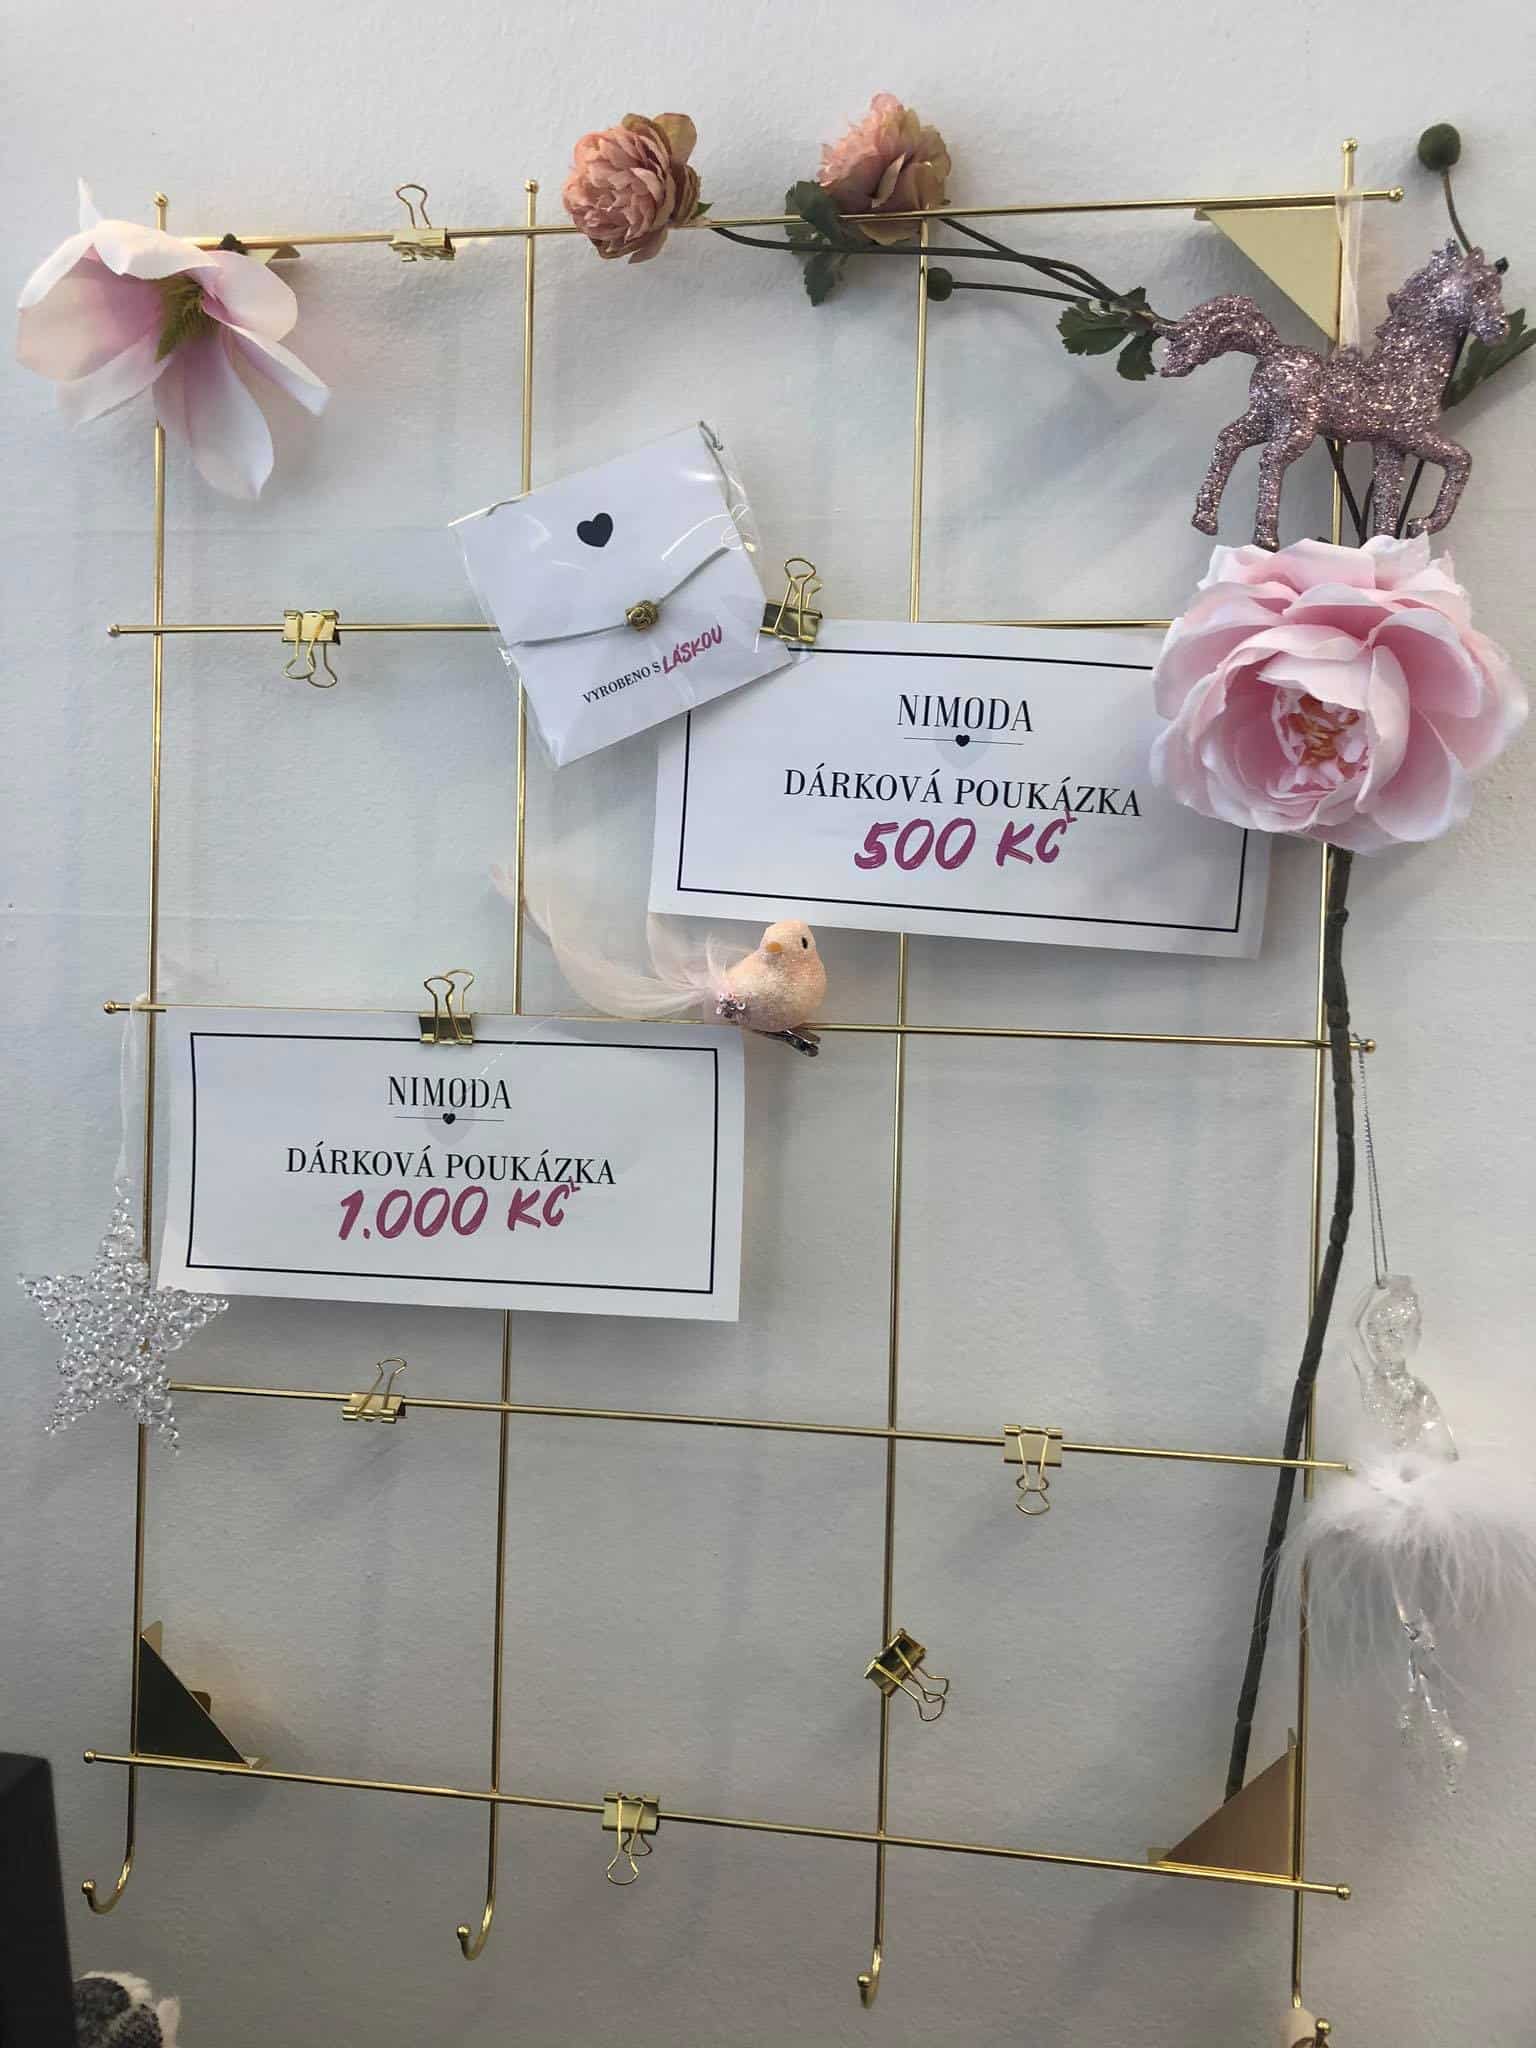 VYROBENO S LÁSKOU
NIMODA
DÁRKOVÁ POUKÁZKA
500 KČ
NIMODA
DÁRKOVÁ POUKÁZKA
1.000 KČ